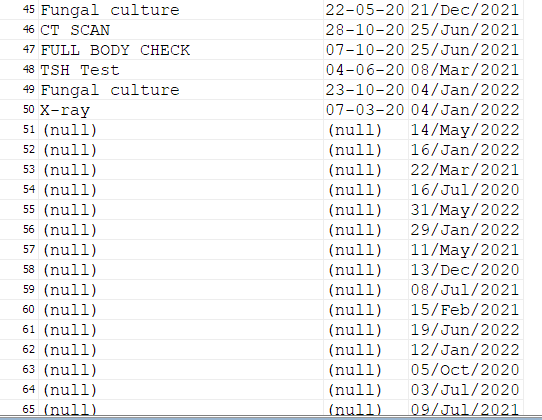 45 Fungal culture 22-05-20 21/Dec/2021
46 CT SCAN 28-10-20 25/Jun/2021
47 FULL BODY CHECK 07-10-20 25/Jun/2021
48 TSH Test 04-06-20 08/Mar/2021
49 Fungal culture 23-10-20 04/Jan/2022
50 X-ray 07-03-20 04/Jan/2022
51 (null) (null) 14/May/2022
52 (null) (null) 16/Jan/2022
53 (null) (null) 22/Mar/2021
54 (null) (null) 16/Jul/2020
55 (null) (null) 31/May/2022
56 (null) (null) 29/Jan/2022
57 (null) (null) 11/May/2021
58 (null) (null) 13/Dec/2020
59 (null) (null) 08/Jul/2021
60 (null) (null) 15/Feb/2021
61 (null) (null) 19/Jun/2022
62 (null) (null) 12/Jan/2022
63 (null) (null) 05/Oct/2020
64 (null) (null) 03/Jul/2020
65 (null) (null) 09/Jul/2021